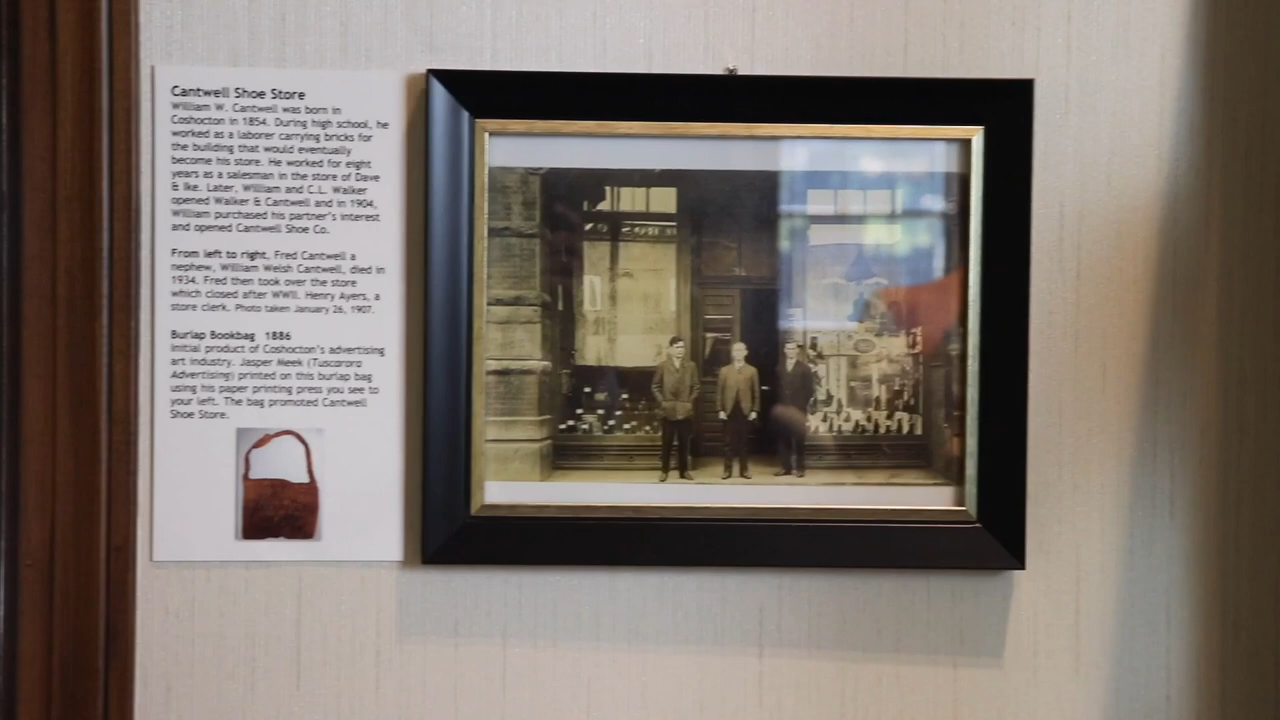 Cantwell Shoe Store
William W. Cantwell was born in
Coshocton in 1854. During high school, he
worked as a laborer carrying bricks for
the building that would eventually
become his store. He worked for eight
years as a salesman in the store of Dave
& Ike. Later, William and C.L. Walker
opened Walker & Cantwell and in 1904,
William purchased his partner's interest
and opened Cantwell Shoe Co.
From left to right, Fred Cantwell a
nephew, William Welsh Cantwell, died in
1934. Fred then took over the store
which closed after WWII. Henry Ayers, a
store clerk. Photo taken January 26, 1907.
Burlap Bookbag 1886
Initial product of Coshocton's advertising
art industry. Jasper Meek (Tuscarora
Advertising) printed on this burlap bag
using his paper printing press you see to
your left. The bag promoted Cantwell
Shoe Store.